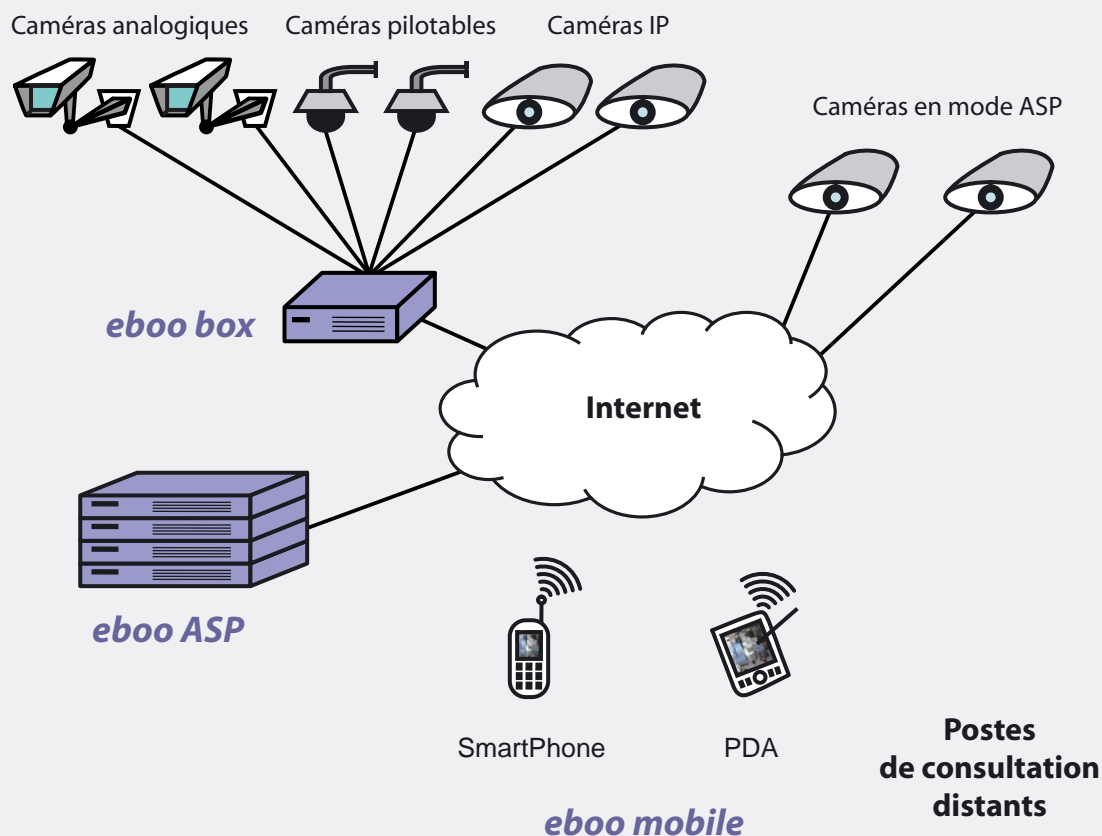 Caméras analogiques
Caméras pilotables
Caméras IP
Caméras en mode ASP
eboo box
Internet
eboo ASP
SmartPhone
PDA
Postes
de consultation
distants
eboo mobile